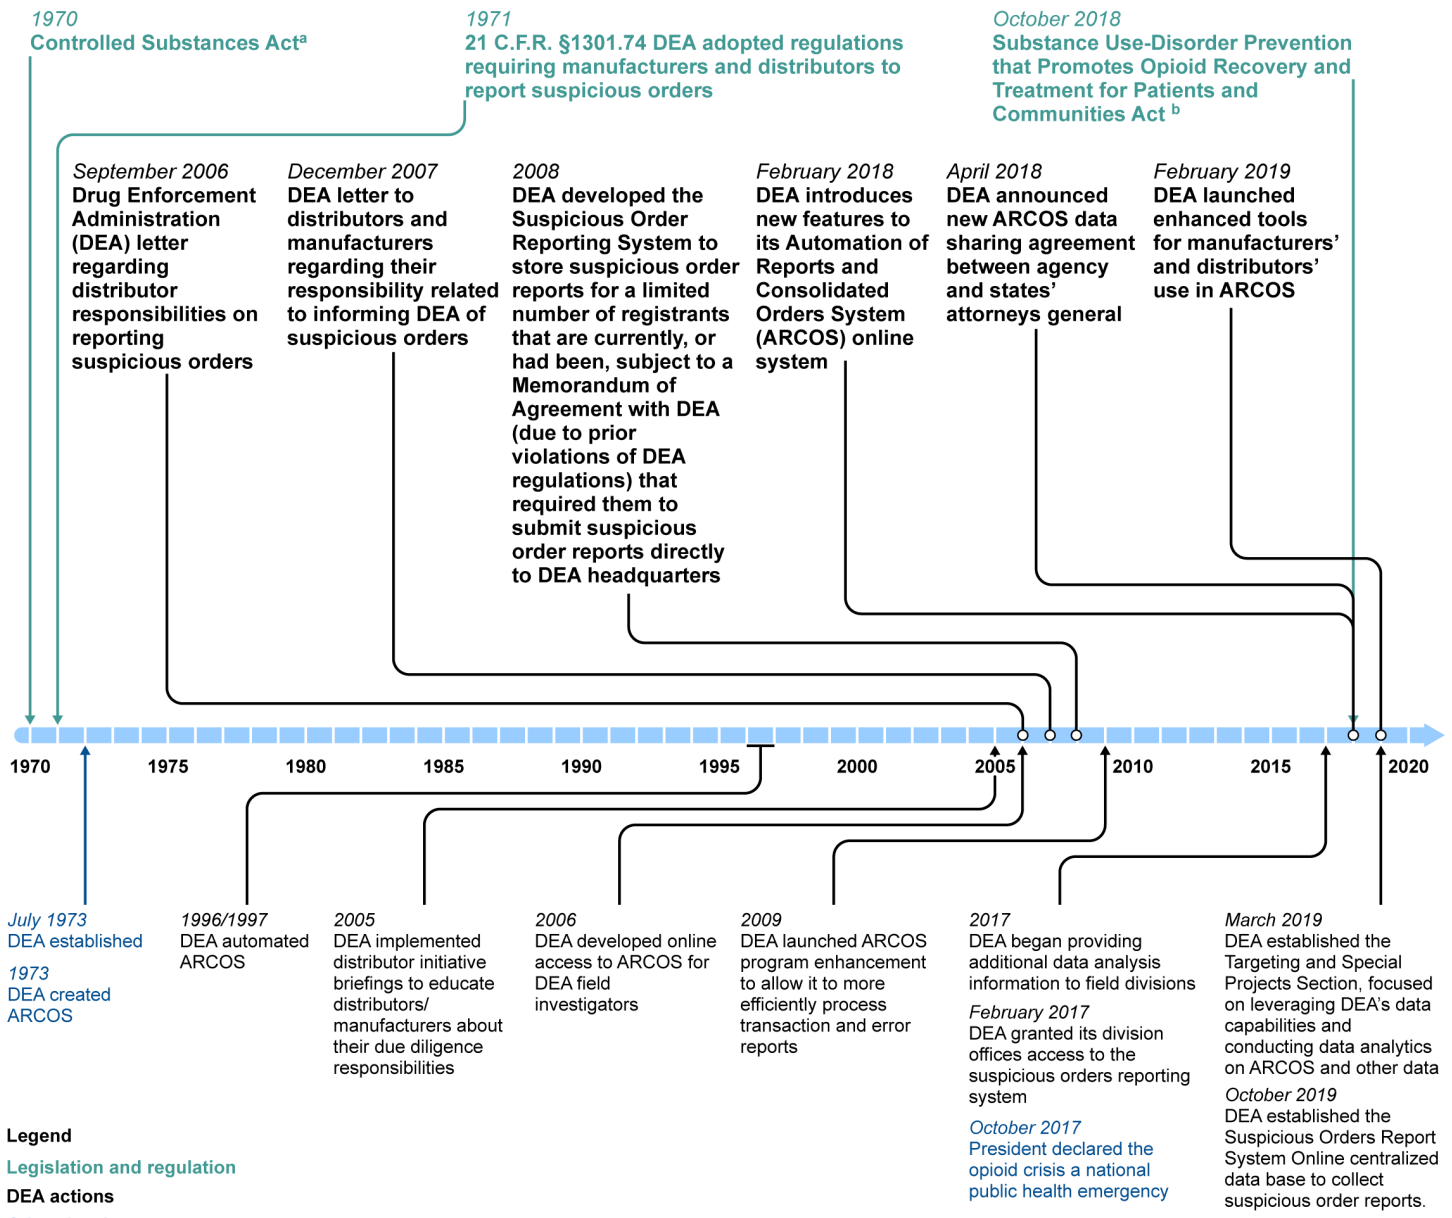 1970
Controlled Substances Actᵃ
1971
21 C.F.R. §1301.74 DEA adopted regulations
requiring manufacturers and distributors to
report suspicious orders
October 2018
Substance Use-Disorder Prevention
that Promotes Opioid Recovery and
Treatment for Patients and
Communities Act ᵇ
September 2006
Drug Enforcement
Administration
(DEA) letter
regarding
distributor
responsibilities on
reporting
suspicious orders
December 2007
DEA letter to
distributors and
manufacturers
regarding their
responsibility related
to informing DEA of
suspicious orders
2008
DEA developed the
Suspicious Order
Reporting System to
store suspicious order
reports for a limited
number of registrants
that are currently, or
had been, subject to a
Memorandum of
Agreement with DEA
(due to prior
violations of DEA
regulations) that
required them to
submit suspicious
order reports directly
to DEA headquarters
February 2018
DEA introduces
new features to
its Automation of
Reports and
Consolidated
Orders System
(ARCOS) online
system
April 2018
DEA announced
new ARCOS data
sharing agreement
between agency
and states’
attorneys general
February 2019
DEA launched
enhanced tools
for manufacturers’
and distributors’
use in ARCOS
1970 1975 1980 1985 1990 1995 2000 2005 2010 2015 2020
July 1973
DEA established
1973
DEA created
ARCOS
1996/1997
DEA automated
ARCOS
2005
DEA implemented
distributor initiative
briefings to educate
distributors/
manufacturers about
their due diligence
responsibilities
2006
DEA developed online
access to ARCOS for
DEA field
investigators
2009
DEA launched ARCOS
program enhancement
to allow it to more
efficiently process
transaction and error
reports
2017
DEA began providing
additional data analysis
information to field divisions
February 2017
DEA granted its division
offices access to the
suspicious orders reporting
system
October 2017
President declared the
opioid crisis a national
public health emergency
March 2019
DEA established the
Targeting and Special
Projects Section, focused
on leveraging DEA’s data
capabilities and
conducting data analytics
on ARCOS and other data
October 2019
DEA established the
Suspicious Orders Report
System Online centralized
data base to collect
suspicious order reports.
Legend
Legislation and regulation
DEA actions